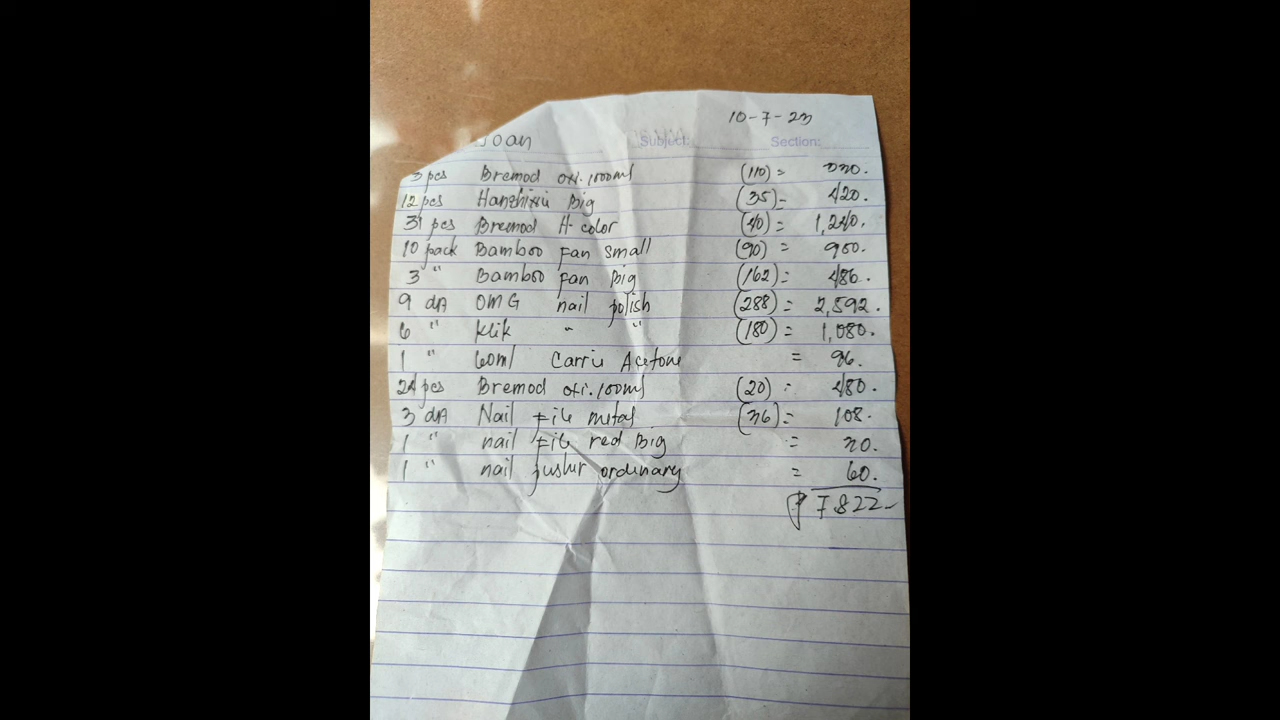 10-7-23
Joan Subject: Section:
3 pcs Bremod oxi. 1000ml (110) = 330.
12 pcs Hanzhixiu Big (35) = 420.
31 pcs Bremod H-color (40) = 1,240.
10 pack Bamboo fan small (90) = 900.
3 " Bamboo fan Big (162) = 486.
9 dz OMG nail polish (288) = 2,592.
6 " Klik " " (180) = 1,080.
1 " 60ml Carrie Acetone = 96.
24 pcs Bremod oxi. 100ml (20) = 480.
3 dz Nail file metal (36) = 108.
1 " nail file red Big = 30.
1 " nail pusher ordinary = 60.
₱ 7822-